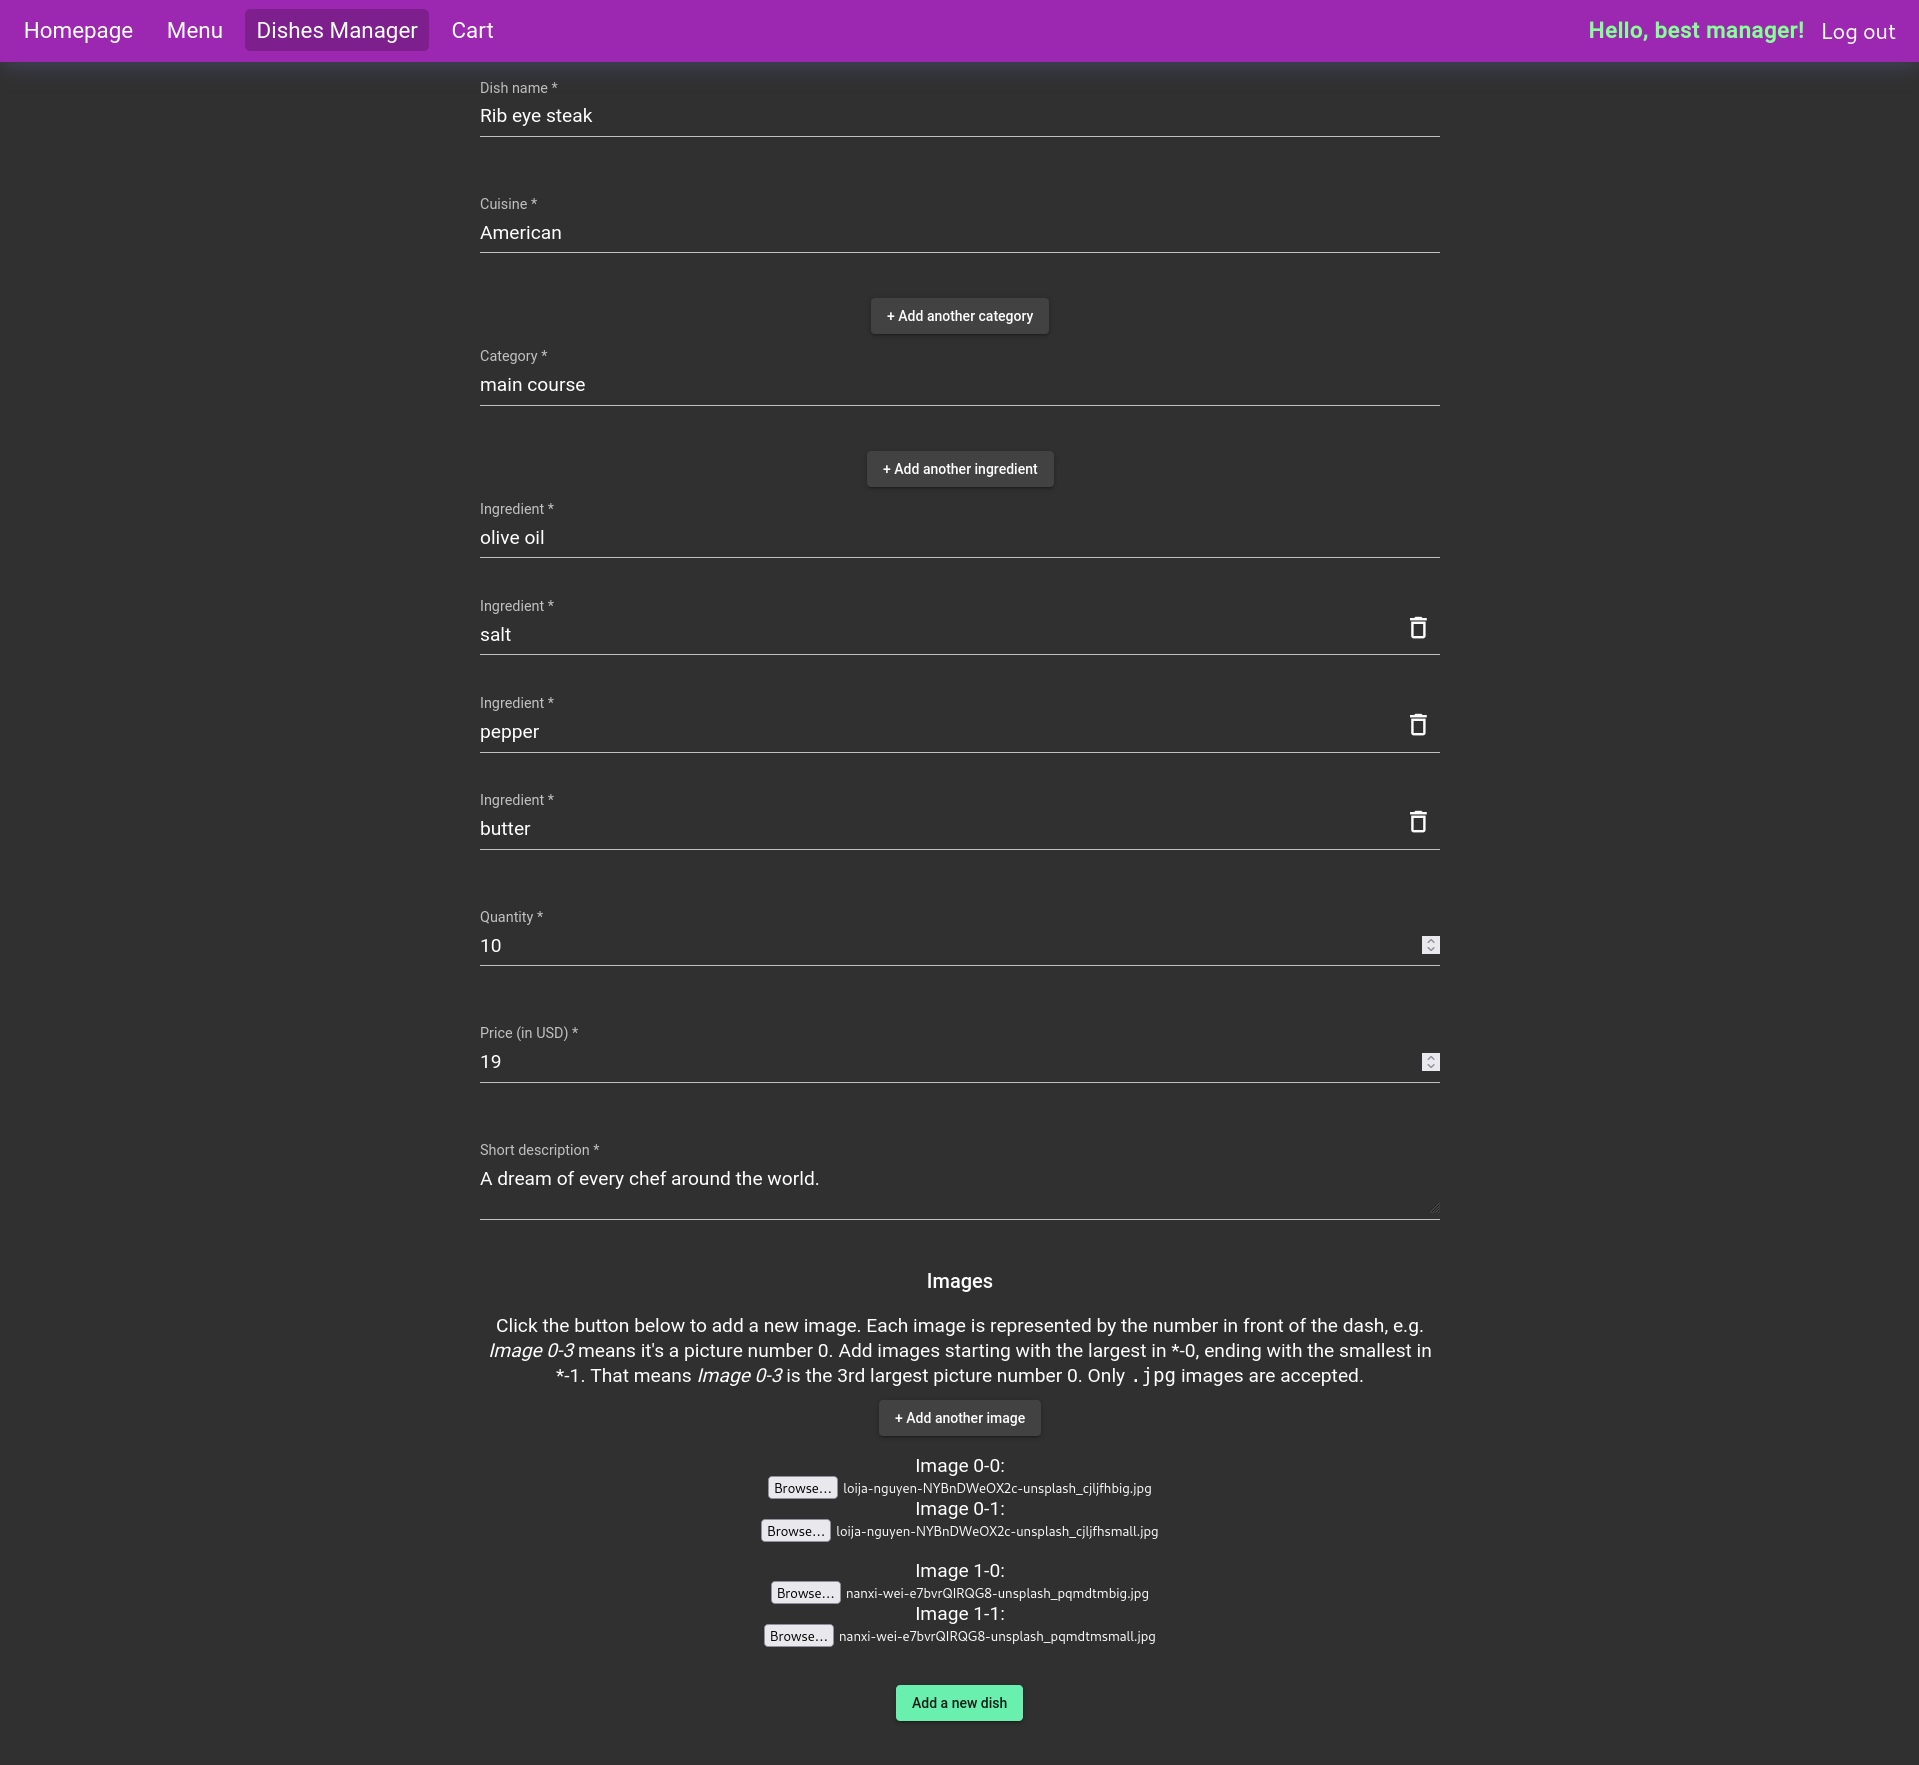 Homepage Menu Dishes Manager Cart Hello, best manager! Log out
Dish name *
Rib eye steak
Cuisine *
American
+ Add another category
Category *
main course
+ Add another ingredient
Ingredient *
olive oil
Ingredient *
salt
Ingredient *
pepper
Ingredient *
butter
Quantity *
10
Price (in USD) *
19
Short description *
A dream of every chef around the world.
Images
Click the button below to add a new image. Each image is represented by the number in front of the dash, e.g.
Image 0-3 means it's a picture number 0. Add images starting with the largest in *-0, ending with the smallest in
*-1. That means Image 0-3 is the 3rd largest picture number 0. Only .jpg images are accepted.
+ Add another image
Image 0-0:
Browse... loija-nguyen-NYBnDWeOX2c-unsplash_cjljfhbig.jpg
Image 0-1:
Browse... loija-nguyen-NYBnDWeOX2c-unsplash_cjljfhsmall.jpg
Image 1-0:
Browse... nanxi-wei-e7bvrQIRQG8-unsplash_pqmdtmbig.jpg
Image 1-1:
Browse... nanxi-wei-e7bvrQIRQG8-unsplash_pqmdtmsmall.jpg
Add a new dish